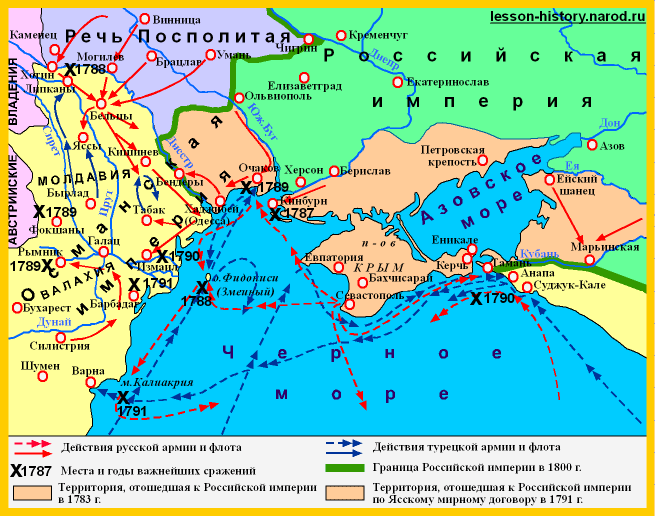 lesson-history.narod.ru
Речь Посполитая
Российская
империя
Османская
империя
ВЛАДЕНИЯ
АВСТРИЙСКИЕ
Каменец
Винница
Кременчуг
Чигрин
Могилев
Брацлав
Умань
Днепр
Хотин
1788
Липканы
Елизаветград
Екатеринослав
Ольвиополь
Бельцы
Юж.Буг
Дон
Яссы
Сирет
Кишинев
Днестр
Петровская
крепость
Азов
МОЛДАВИЯ
Бендеры
Очаков
Херсон
Берислав
Ея
Ейский
шанец
1789
Кинбурн
1787
Бырлад
Прут
Табак
Хаджибей
(Одесса)
Азовское
море
1789
Фокшаны
Галац
п-ов
КРЫМ
Еникале
Рымник
1789
Измаил
1790
Евпатория
Керчь
Тамань
Кубань
Марьинская
ВАЛАХИЯ
1791
о.Фидониси
(Змеиный)
1788
Бахчисарай
Анапа
Суджук-Кале
Барбадаг
Севастополь
1790
Бухарест
Дунай
Силистрия
Черное
море
Шумен
Варна
м.Калиакрия
1791
Действия русской армии и флота
Действия турецкой армии и флота
1787 Места и годы важнейших сражений
Граница Российской империи в 1800 г.
Территория, отошедшая к Российской империи
в 1783 г.
Территория, отошедшая к Российской империи
по Ясскому мирному договору в 1791 г.